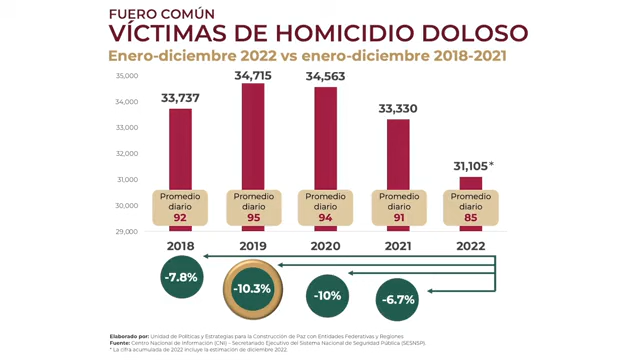 FUERO COMÚN
VÍCTIMAS DE HOMICIDIO DOLOSO
Enero-diciembre 2022 vs enero-diciembre 2018-2021
35,000
34,000
33,000
32,000
31,000
30,000
29,000
33,737
34,715
34,563
33,330
31,105*
Promedio
diario
92
Promedio
diario
95
Promedio
diario
94
Promedio
diario
91
Promedio
diario
85
2018
2019
2020
2021
2022
-7.8%
-10.3%
-10%
-6.7%
Elaborado por: Unidad de Políticas y Estrategias para la Construcción de Paz con Entidades Federativas y Regiones
Fuente: Centro Nacional de Información (CNI) – Secretariado Ejecutivo del Sistema Nacional de Seguridad Pública (SESNSP).
* La cifra acumulada de 2022 incluye la estimación de diciembre 2022.